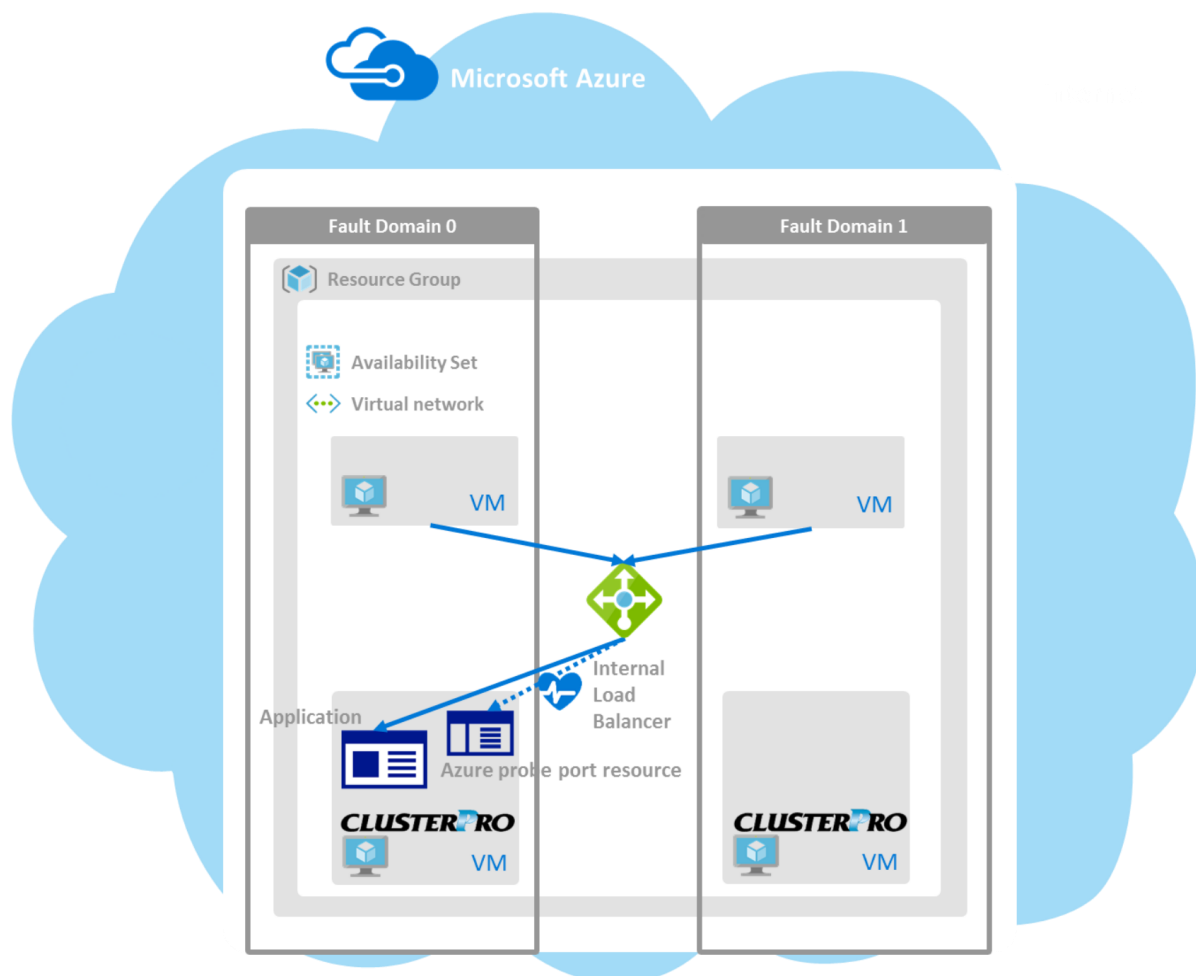 Microsoft Azure
Fault Domain 0
Fault Domain 1
Resource Group
Availability Set
Virtual network
VM
VM
Internal
Load
Balancer
Application
Azure probe port resource
CLUSTERPRO
VM
CLUSTERPRO
VM